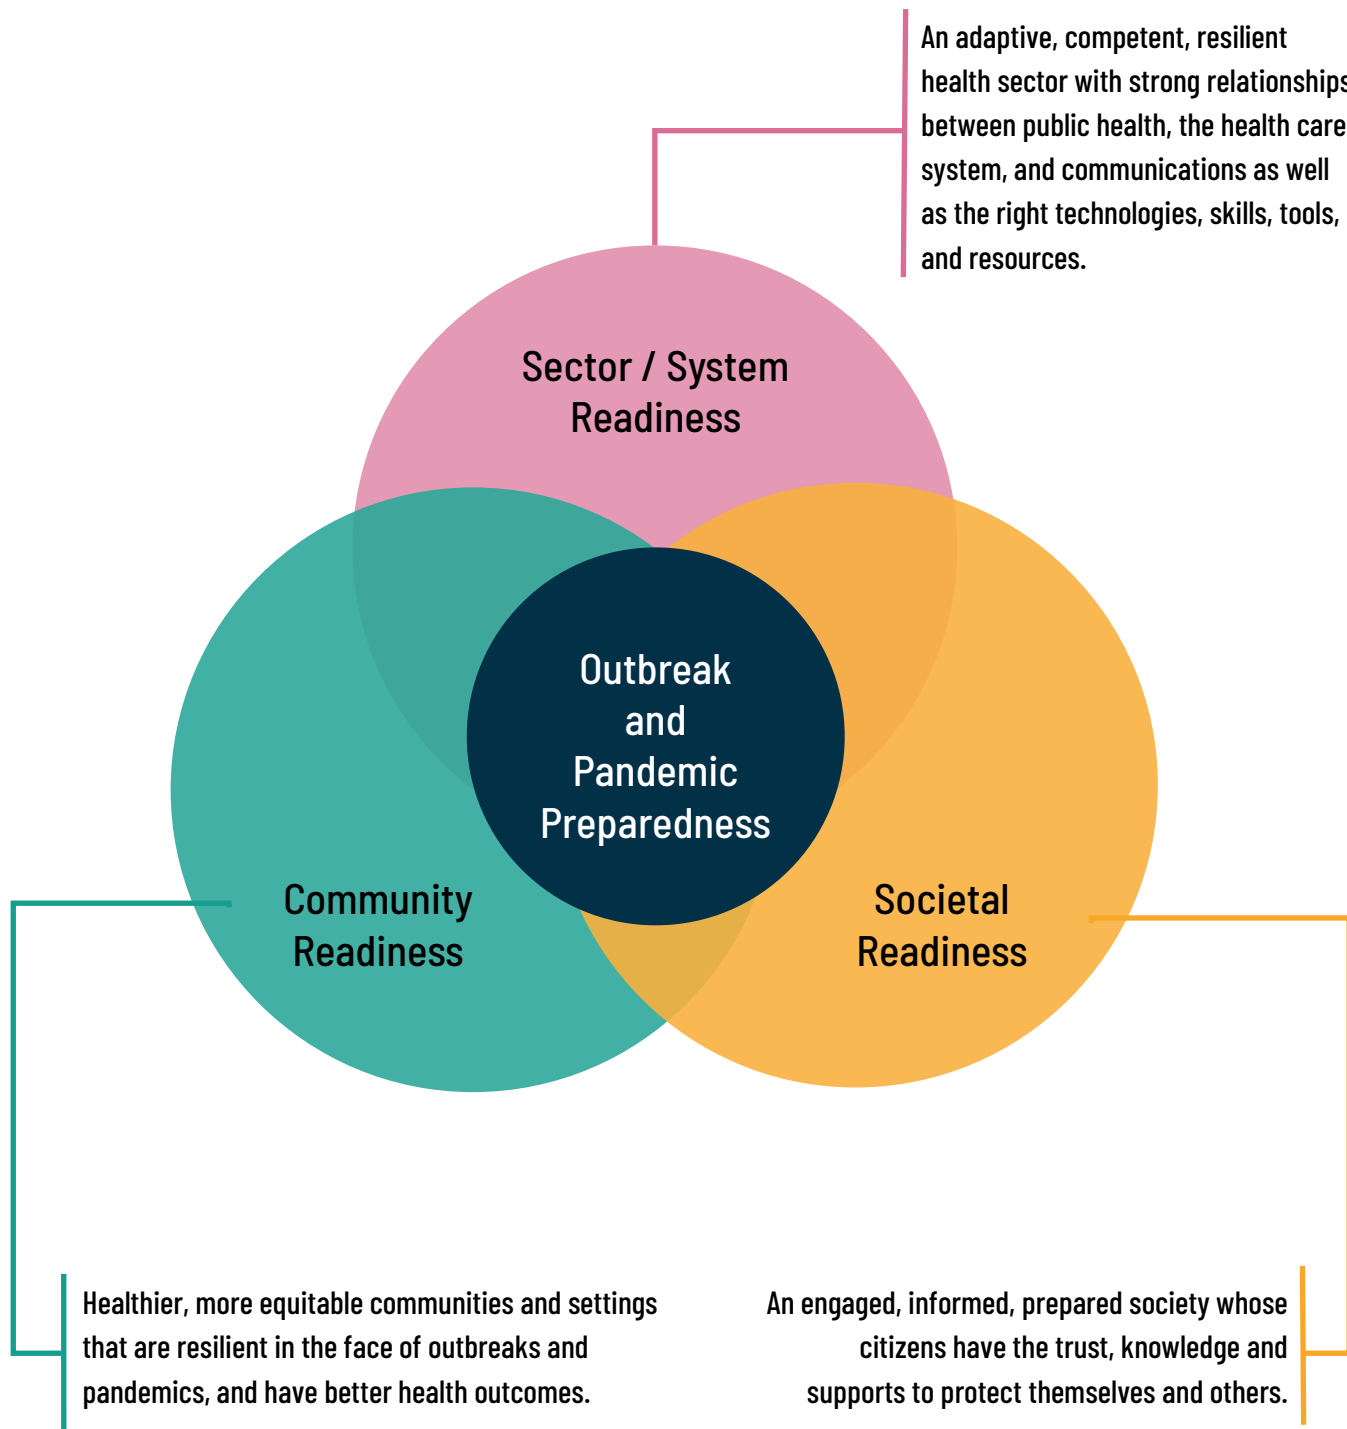 An adaptive, competent, resilient
health sector with strong relationships
between public health, the health care
system, and communications as well
as the right technologies, skills, tools,
and resources.
Sector / System
Readiness
Outbreak
and
Pandemic
Preparedness
Community
Readiness
Societal
Readiness
Healthier, more equitable communities and settings
that are resilient in the face of outbreaks and
pandemics, and have better health outcomes.
An engaged, informed, prepared society whose
citizens have the trust, knowledge and
supports to protect themselves and others.